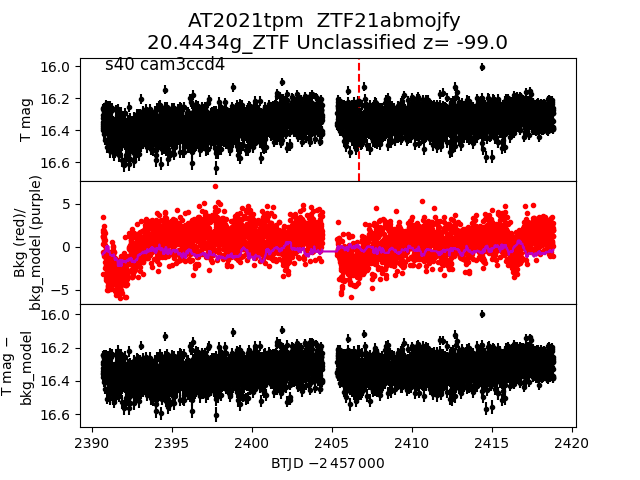 AT2021tpm  ZTF21abmojfy
20.4434g_ZTF Unclassified z= -99.0
s40 cam3ccd4
T mag
16.0
16.2
16.4
16.6
Bkg (red)/
bkg_model (purple)
5
0
−5
T mag −
bkg_model
16.0
16.2
16.4
16.6
2390
2395
2400
2405
2410
2415
2420
BTJD −2 457 000